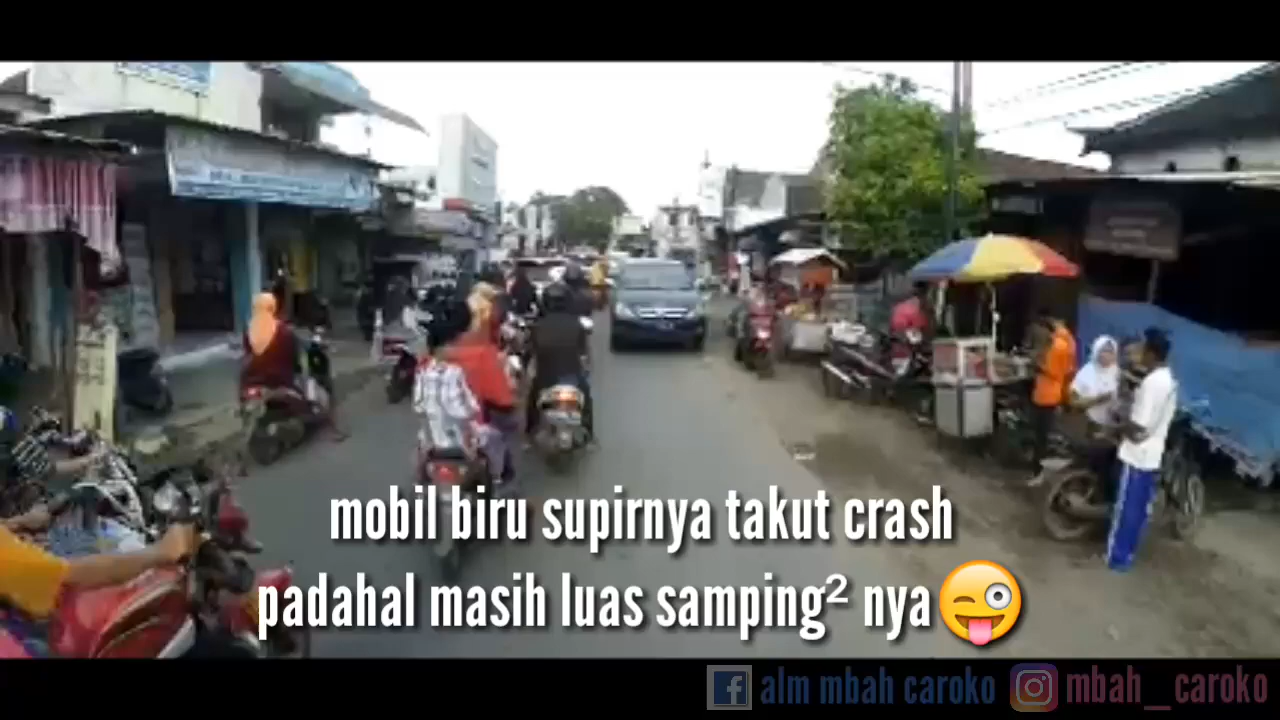 mobil biru supirnya takut crash
padahal masih luas samping² nya😜
alm mbah caroko mbah_caroko